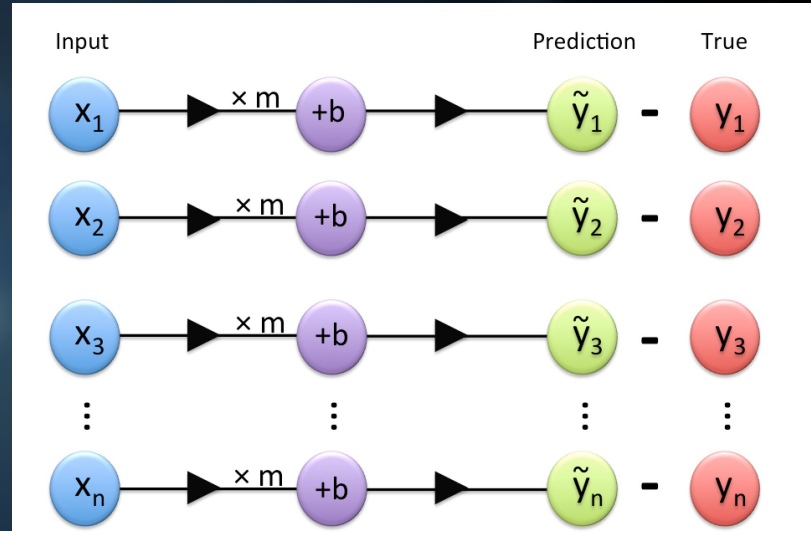 Input Prediction True
x₁ × m +b ỹ₁ - y₁
x₂ × m +b ỹ₂ - y₂
x₃ × m +b ỹ₃ - y₃
⋮ ⋮ ⋮ ⋮
xₙ × m +b ỹₙ - yₙ